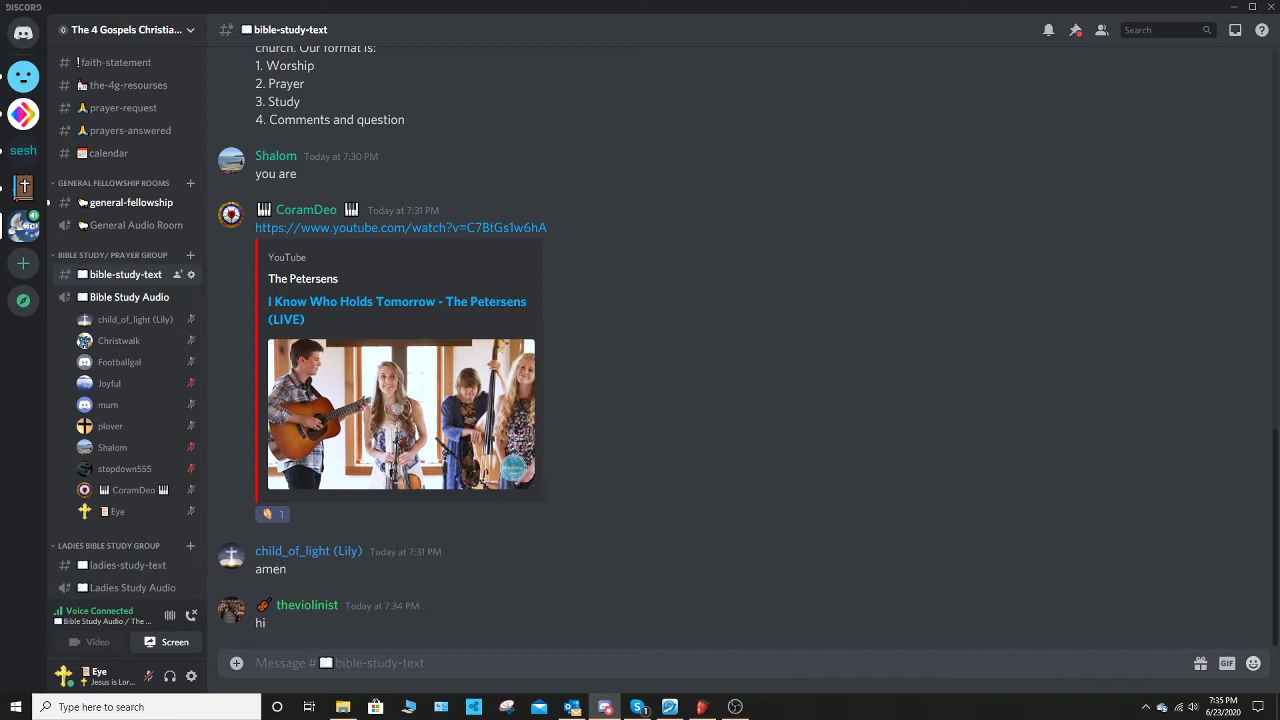 DISCORD
The 4 Gospels Christia...
bible-study-text
Search
faith-statement
the-4g-resourses
prayer-request
prayers-answered
calendar
sesh
GENERAL FELLOWSHIP ROOMS
general-fellowship
General Audio Room
BIBLE STUDY/ PRAYER GROUP
bible-study-text
Bible Study Audio
child_of_light (Lily)
Christwalk
Footballgal
Joyful
mum
plover
Shalom
stopdown555
CoramDeo
Eye
LADIES BIBLE STUDY GROUP
ladies-study-text
Ladies Study Audio
Voice Connected
Bible Study Audio / The ...
Video
Screen
Eye
Jesus is Lor...
church. Our format is:
1. Worship
2. Prayer
3. Study
4. Comments and question
Shalom Today at 7:30 PM
you are
CoramDeo Today at 7:31 PM
https://www.youtube.com/watch?v=C7BtGs1w6hA
YouTube
The Petersens
I Know Who Holds Tomorrow - The Petersens
(LIVE)
1
child_of_light (Lily) Today at 7:31 PM
amen
theviolinist Today at 7:34 PM
hi
Message # bible-study-text
GIF
Type here to search
7:35 PM
6/23/2020